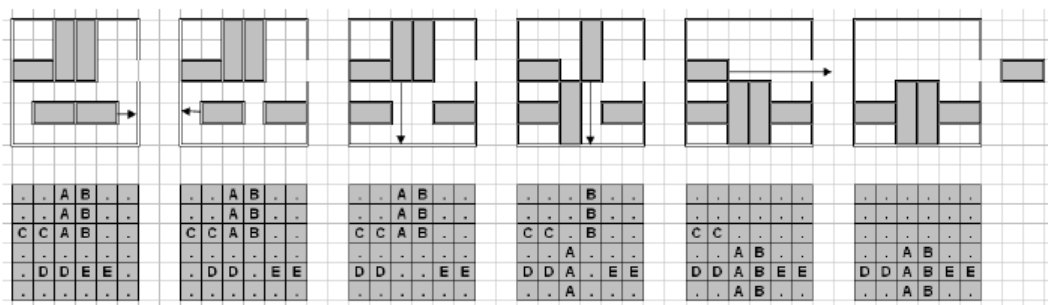 . . A B . .
. . A B . .
C C A B . .
. . . . . .
. D D E E .
. . . . . .
. . A B . .
. . A B . .
C C A B . .
. . . . . .
. D D . E E
. . . . . .
. . A B . .
. . A B . .
C C A B . .
. . . . . .
D D . . E E
. . . . . .
. . . B . .
. . . B . .
C C . B . .
. . A . . .
D D A . E E
. . A . . .
. . . . . .
. . . . . .
C C . . . .
. . A B . .
D D A B E E
. . A B . .
. . . . . .
. . . . . .
. . . . . .
. . A B . .
D D A B E E
. . A B . .